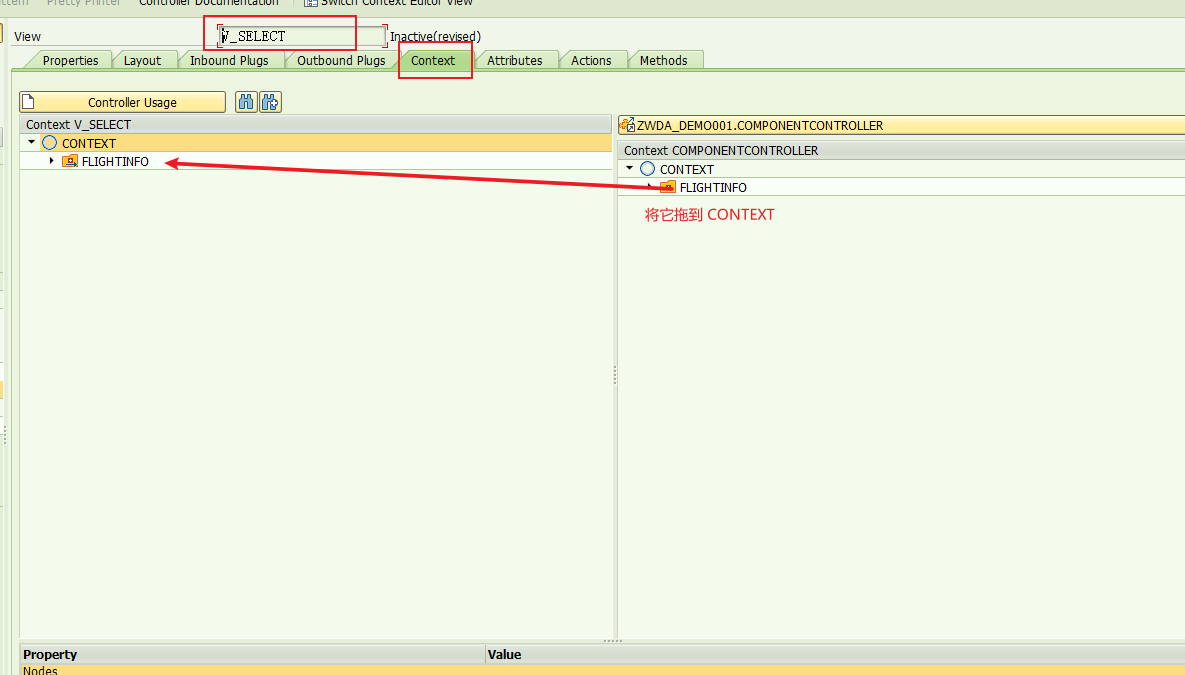 Pretty Printer Controller Documentation Switch Context Editor View
View V_SELECT Inactive(revised)
Properties Layout Inbound Plugs Outbound Plugs Context Attributes Actions Methods
Controller Usage
Context V_SELECT
CONTEXT
FLIGHTINFO
ZWDA_DEMO001.COMPONENTCONTROLLER
Context COMPONENTCONTROLLER
CONTEXT
FLIGHTINFO
将它拖到 CONTEXT
Property Value
Nodes